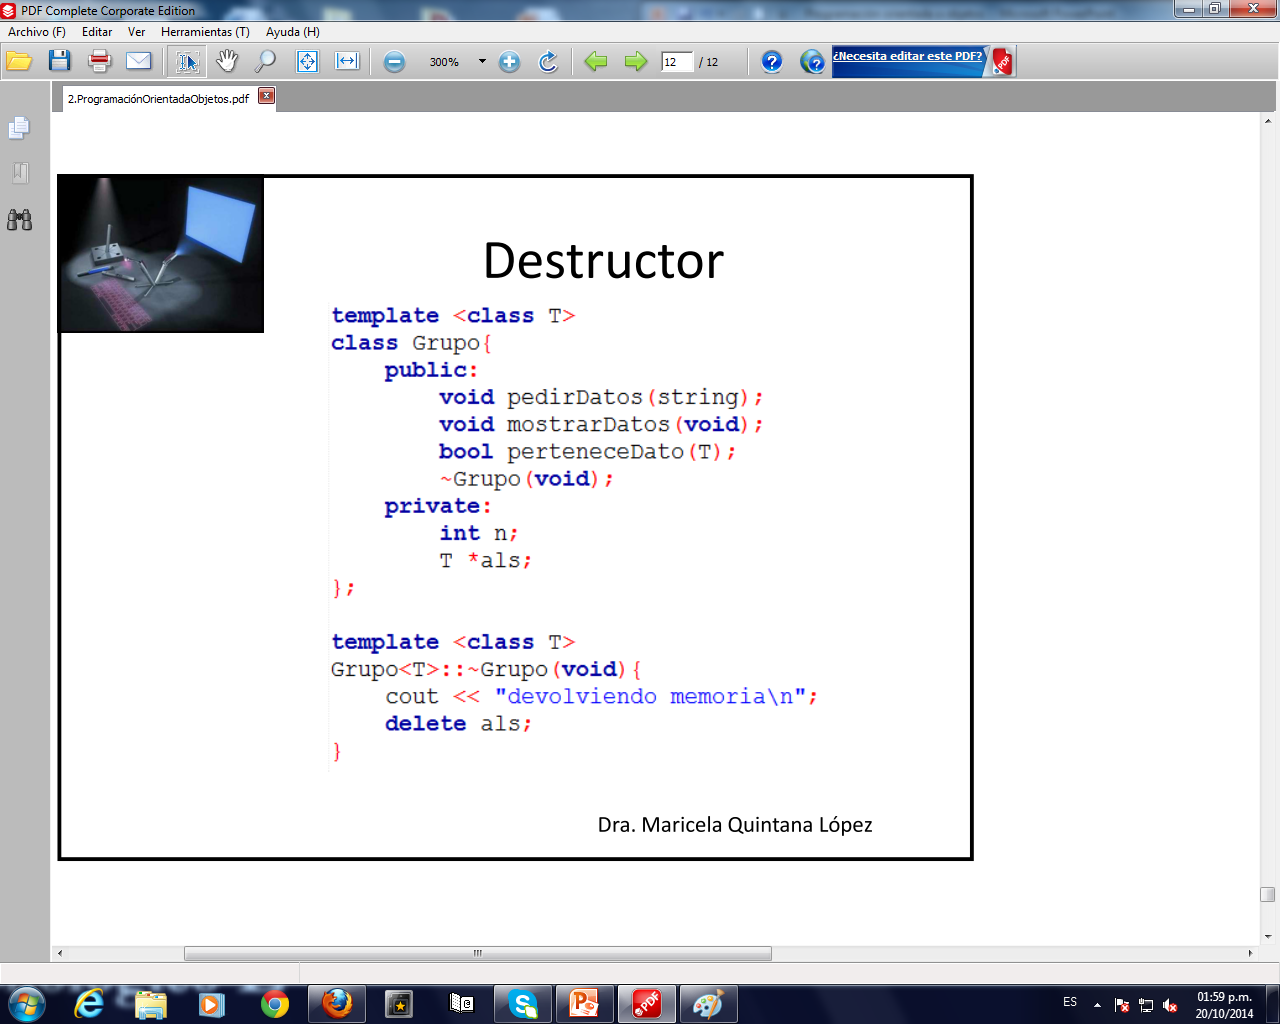 PDF Complete Corporate Edition
Archivo (F) Editar Ver Herramientas (T) Ayuda (H)
300% 12 / 12 ¿Necesita editar este PDF?
2.ProgramaciónOrientadaObjetos.pdf
Destructor
template <class T>
class Grupo{
public:
void pedirDatos(string);
void mostrarDatos(void);
bool perteneceDato(T);
~Grupo(void);
private:
int n;
T *als;
};
template <class T>
Grupo<T>::~Grupo(void){
cout << "devolviendo memoria\n";
delete als;
}
Dra. Maricela Quintana López
ES 01:59 p.m.
20/10/2014